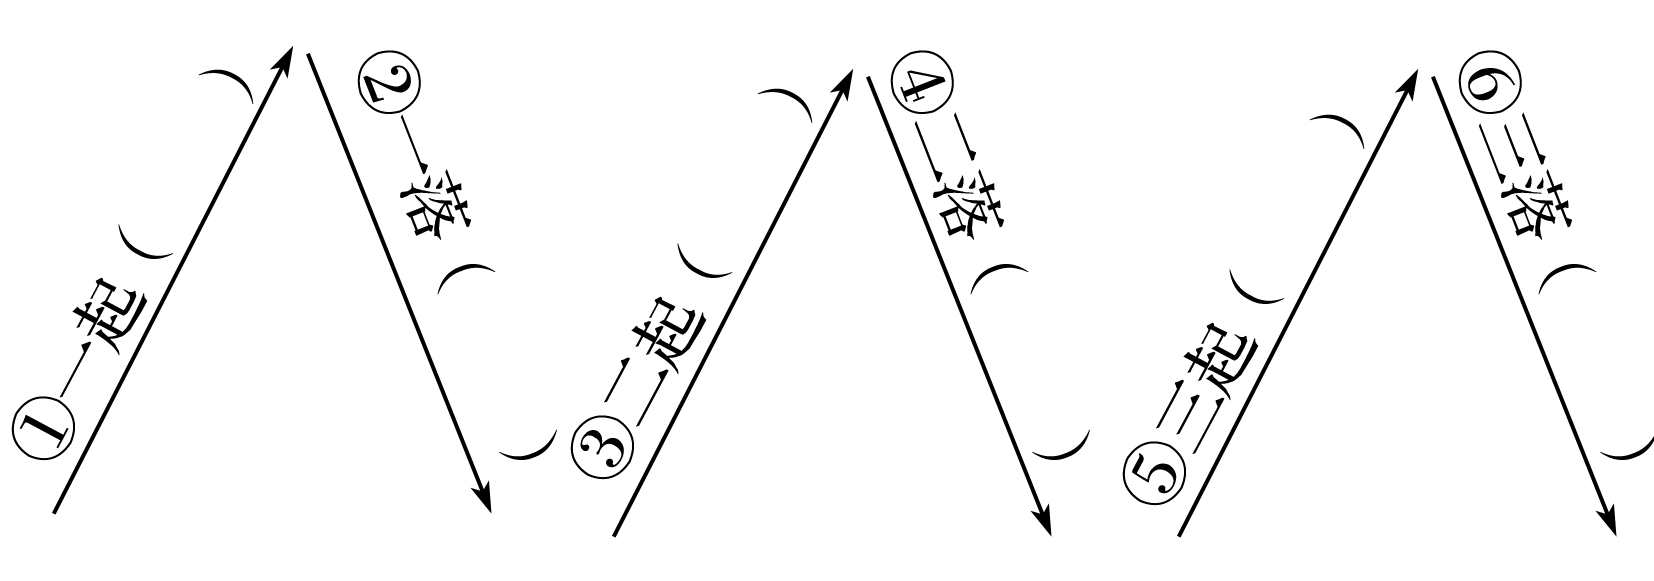 ①一起（ ）
②一落（ ）
③二起（ ）
④二落（ ）
⑤三起（ ）
⑥三落（ ）